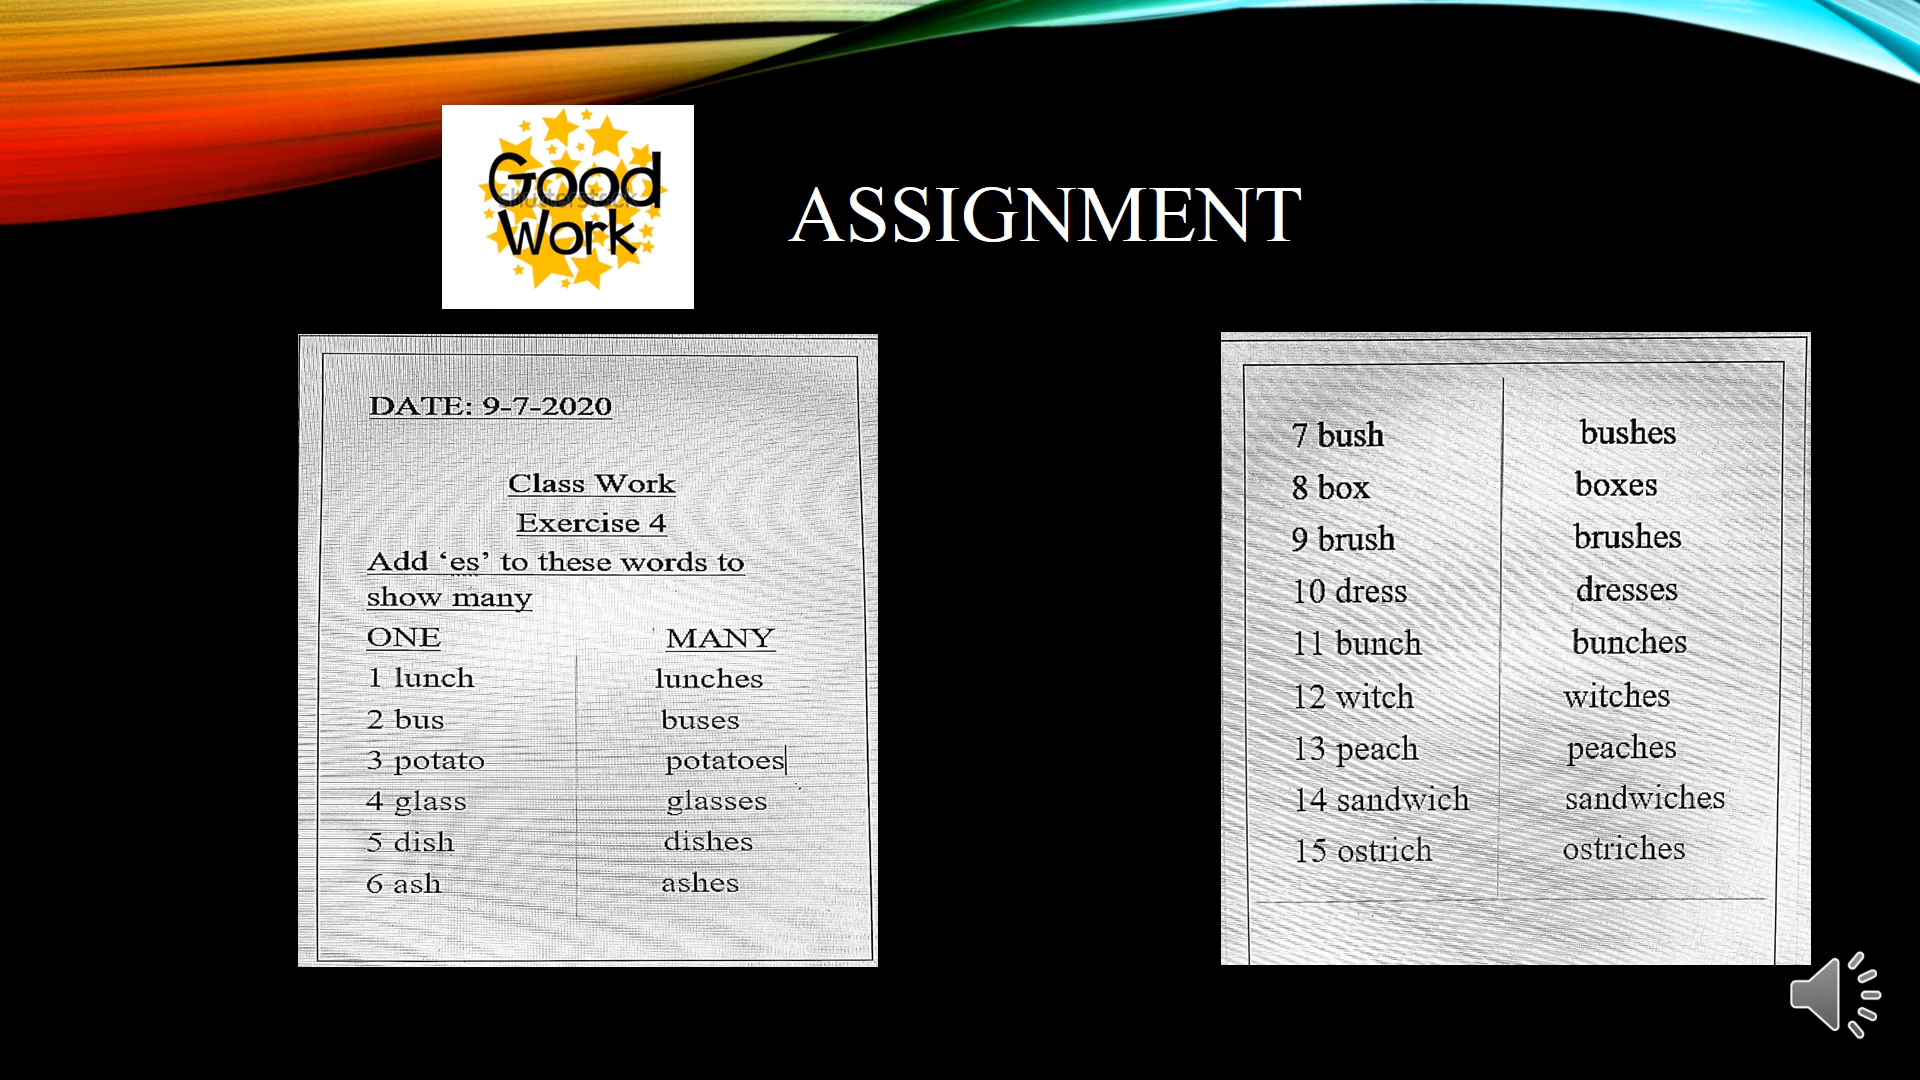 Good
shutterstock
Work
ASSIGNMENT
DATE: 9-7-2020
Class Work
Exercise 4
Add ‘es’ to these words to
show many
ONE MANY
1 lunch lunches
2 bus buses
3 potato potatoes
4 glass glasses
5 dish dishes
6 ash ashes
7 bush bushes
8 box boxes
9 brush brushes
10 dress dresses
11 bunch bunches
12 witch witches
13 peach peaches
14 sandwich sandwiches
15 ostrich ostriches